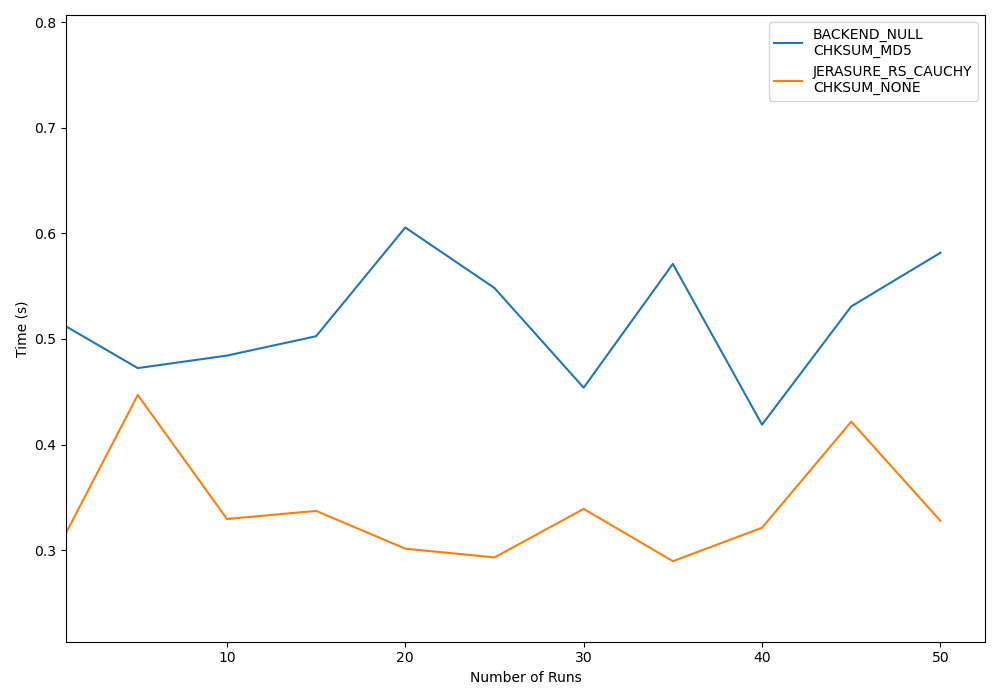 0.8
0.7
0.6
0.5
0.4
0.3
Time (s)
BACKEND_NULL
CHKSUM_MD5
JERASURE_RS_CAUCHY
CHKSUM_NONE
10 20 30 40 50
Number of Runs